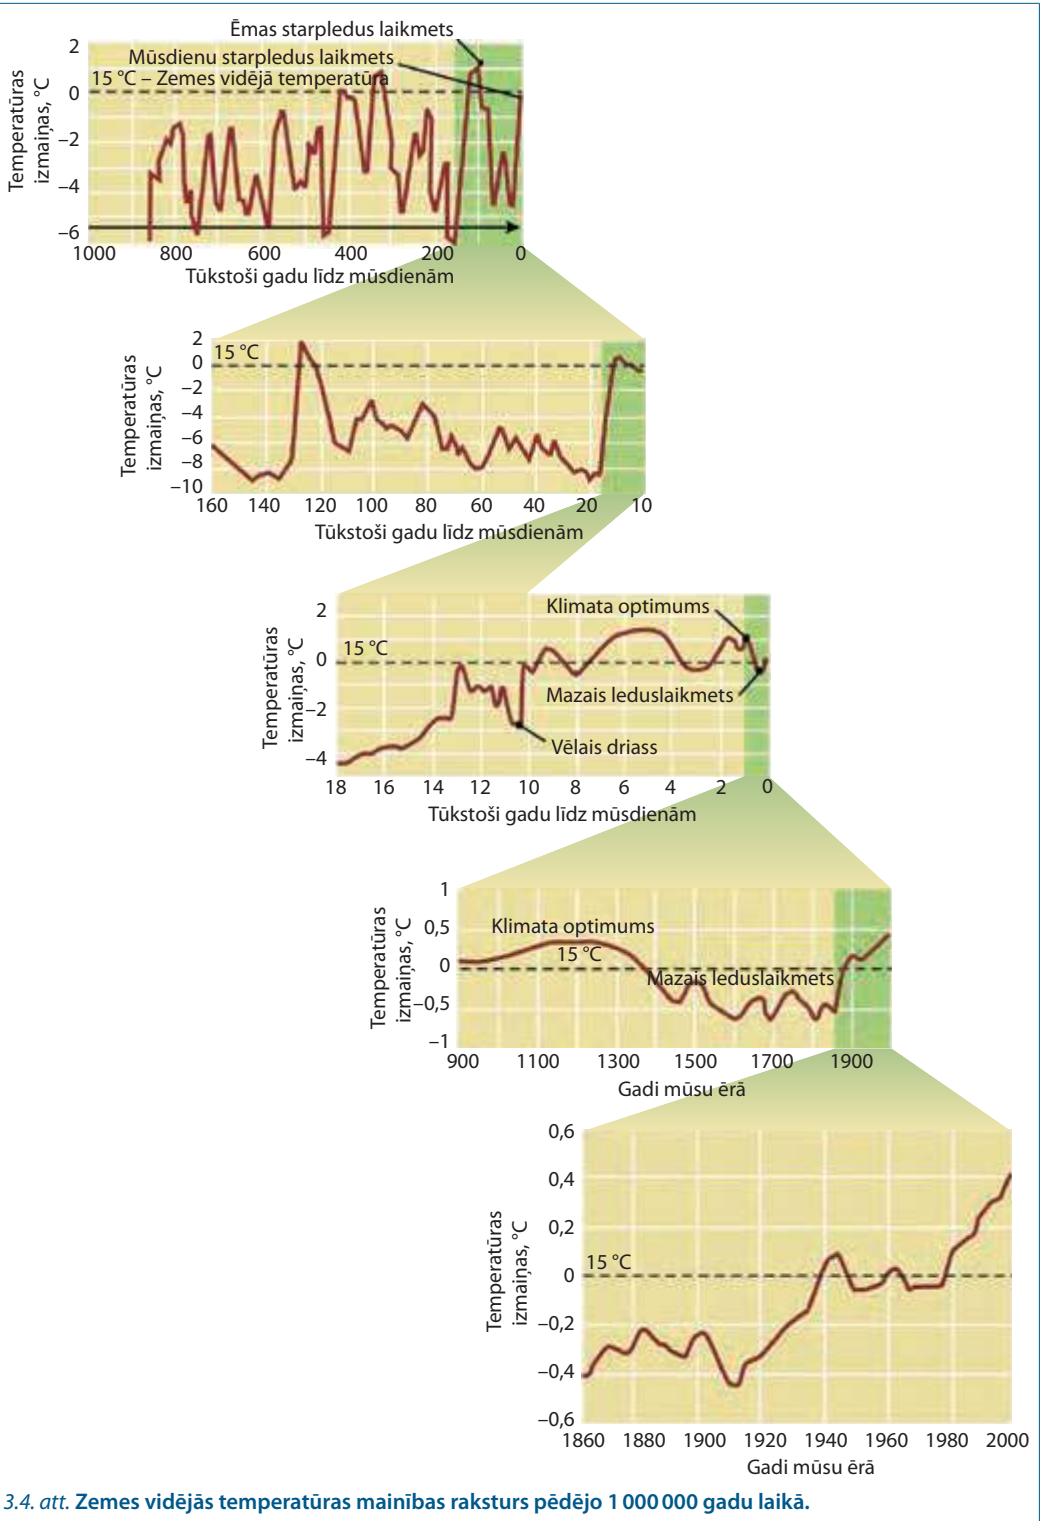 Ēmas starpledus laikmets
Mūsdienu starpledus laikmets
15 °C – Zemes vidējā temperatūra
Temperatūras
izmaiņas, °C
2
0
–2
–4
–6
1000 800 600 400 200 0
Tūkstoši gadu līdz mūsdienām
Temperatūras
izmaiņas, °C
2
0
–2
–4
–6
–8
–10
15 °C
160 140 120 100 80 60 40 20 10
Tūkstoši gadu līdz mūsdienām
Temperatūras
izmaiņas, °C
2
0
–2
–4
15 °C
Klimata optimums
Mazais leduslaikmets
Vēlais driass
18 16 14 12 10 8 6 4 2 0
Tūkstoši gadu līdz mūsdienām
Temperatūras
izmaiņas, °C
1
0,5
0
–0,5
–1
Klimata optimums
15 °C
Mazais leduslaikmets
900 1100 1300 1500 1700 1900
Gadi mūsu ērā
Temperatūras
izmaiņas, °C
0,6
0,4
0,2
0
–0,2
–0,4
–0,6
15 °C
1860 1880 1900 1920 1940 1960 1980 2000
Gadi mūsu ērā
3.4. att. Zemes vidējās temperatūras mainības raksturs pēdējo 1 000 000 gadu laikā.